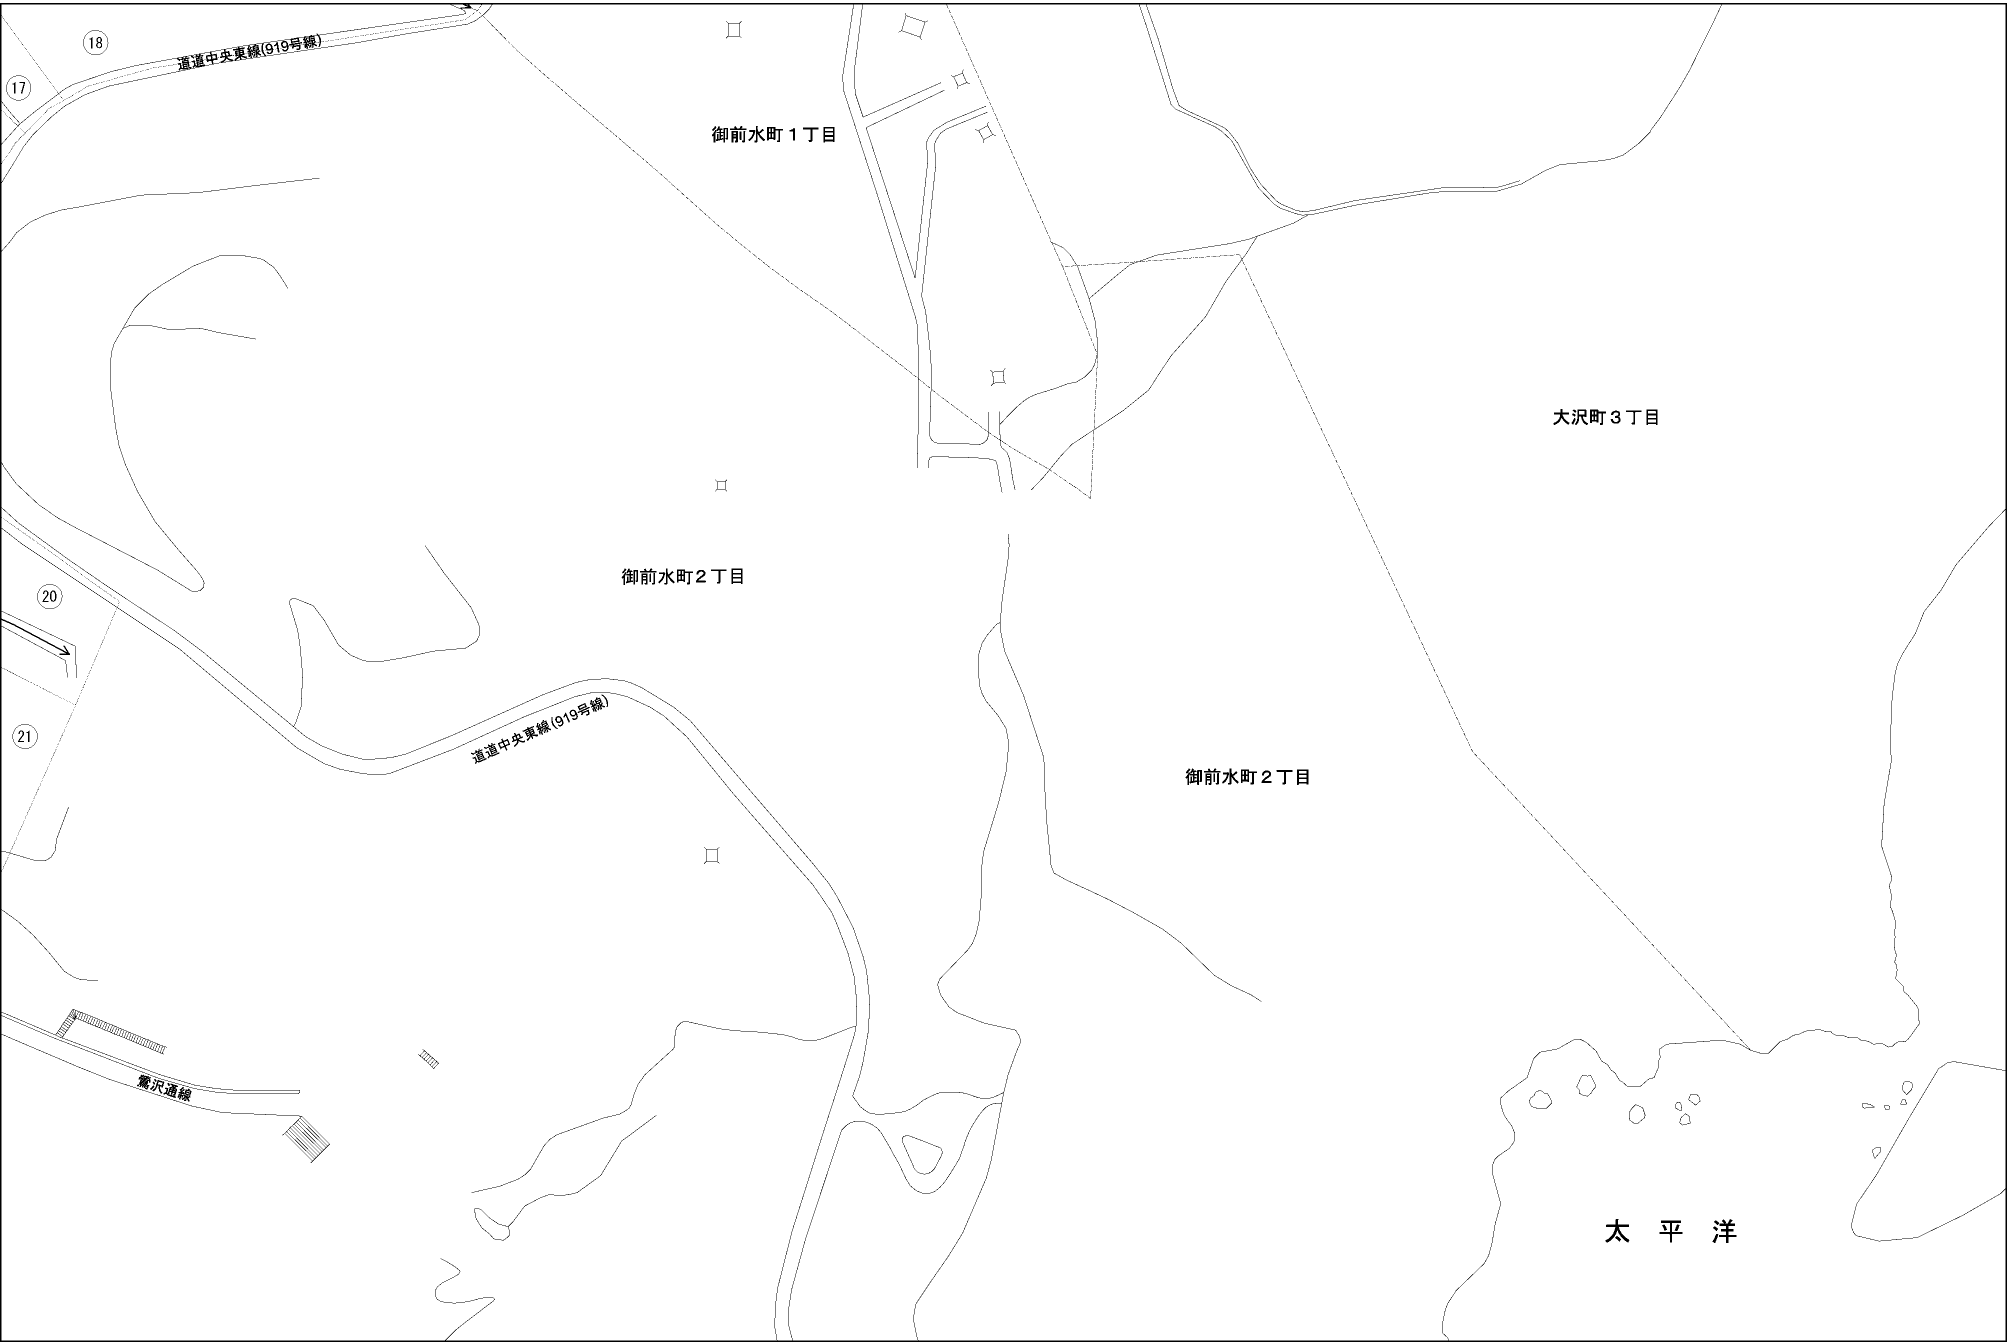 18
道道中央東線(919号線)
17
御前水町１丁目
大沢町３丁目
御前水町２丁目
20
道道中央東線(919号線)
21
御前水町２丁目
鷲沢通線
太 平 洋